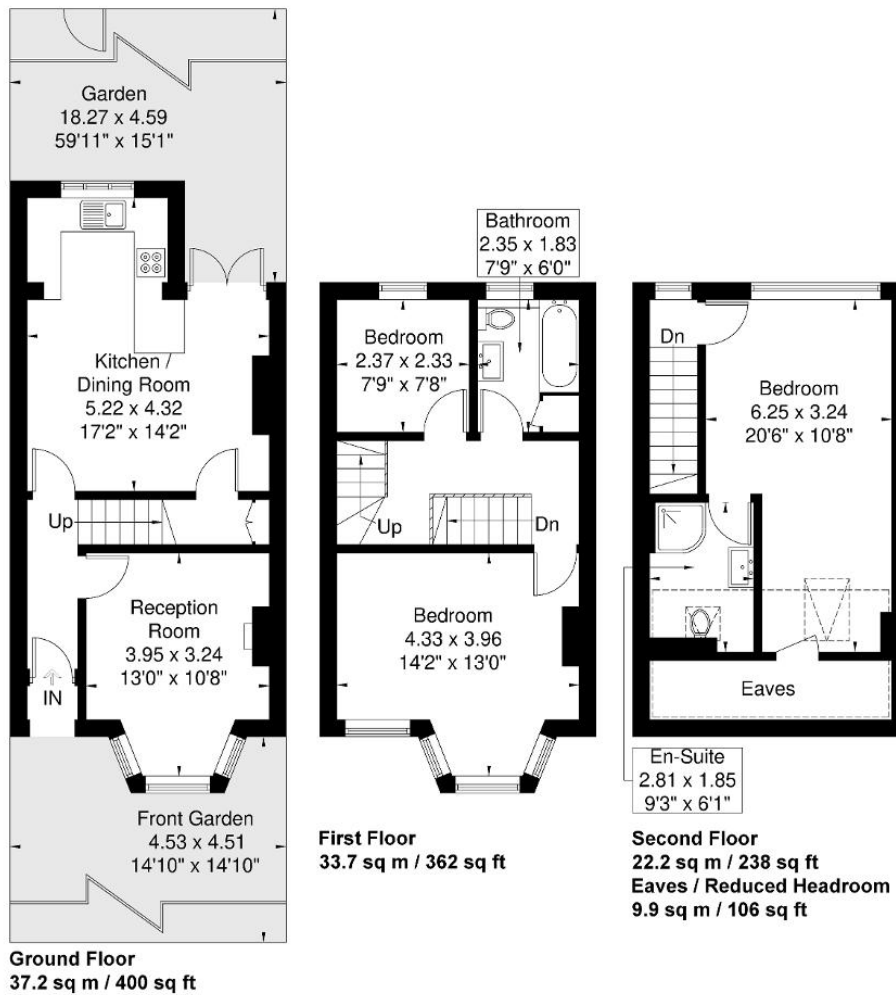 Garden
18.27 x 4.59
59'11" x 15'1"
Kitchen /
Dining Room
5.22 x 4.32
17'2" x 14'2"
Up
Reception
Room
3.95 x 3.24
13'0" x 10'8"
IN
Front Garden
4.53 x 4.51
14'10" x 14'10"
Ground Floor
37.2 sq m / 400 sq ft
Bathroom
2.35 x 1.83
7'9" x 6'0"
Bedroom
2.37 x 2.33
7'9" x 7'8"
Up
Dn
Bedroom
4.33 x 3.96
14'2" x 13'0"
First Floor
33.7 sq m / 362 sq ft
Dn
Bedroom
6.25 x 3.24
20'6" x 10'8"
Eaves
En-Suite
2.81 x 1.85
9'3" x 6'1"
Second Floor
22.2 sq m / 238 sq ft
Eaves / Reduced Headroom
9.9 sq m / 106 sq ft